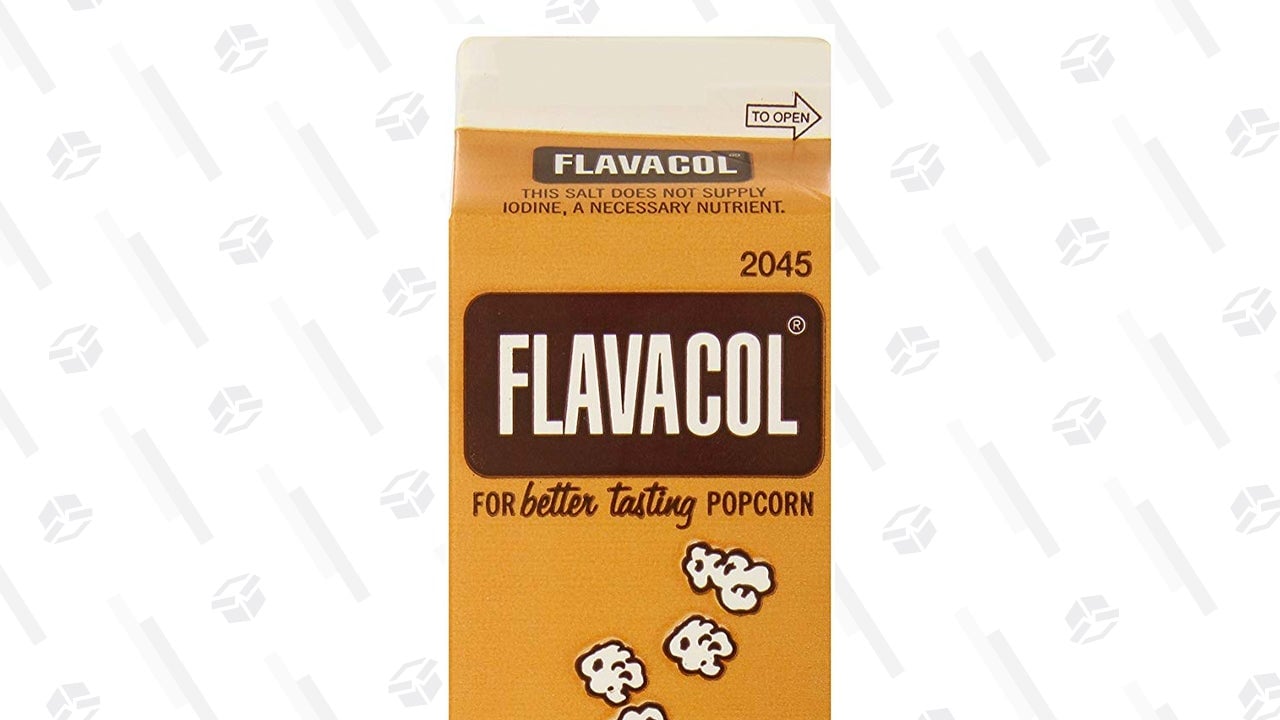 TO OPEN
FLAVACOL
THIS SALT DOES NOT SUPPLY
IODINE, A NECESSARY NUTRIENT.
2045
FLAVACOL®
FOR better tasting POPCORN